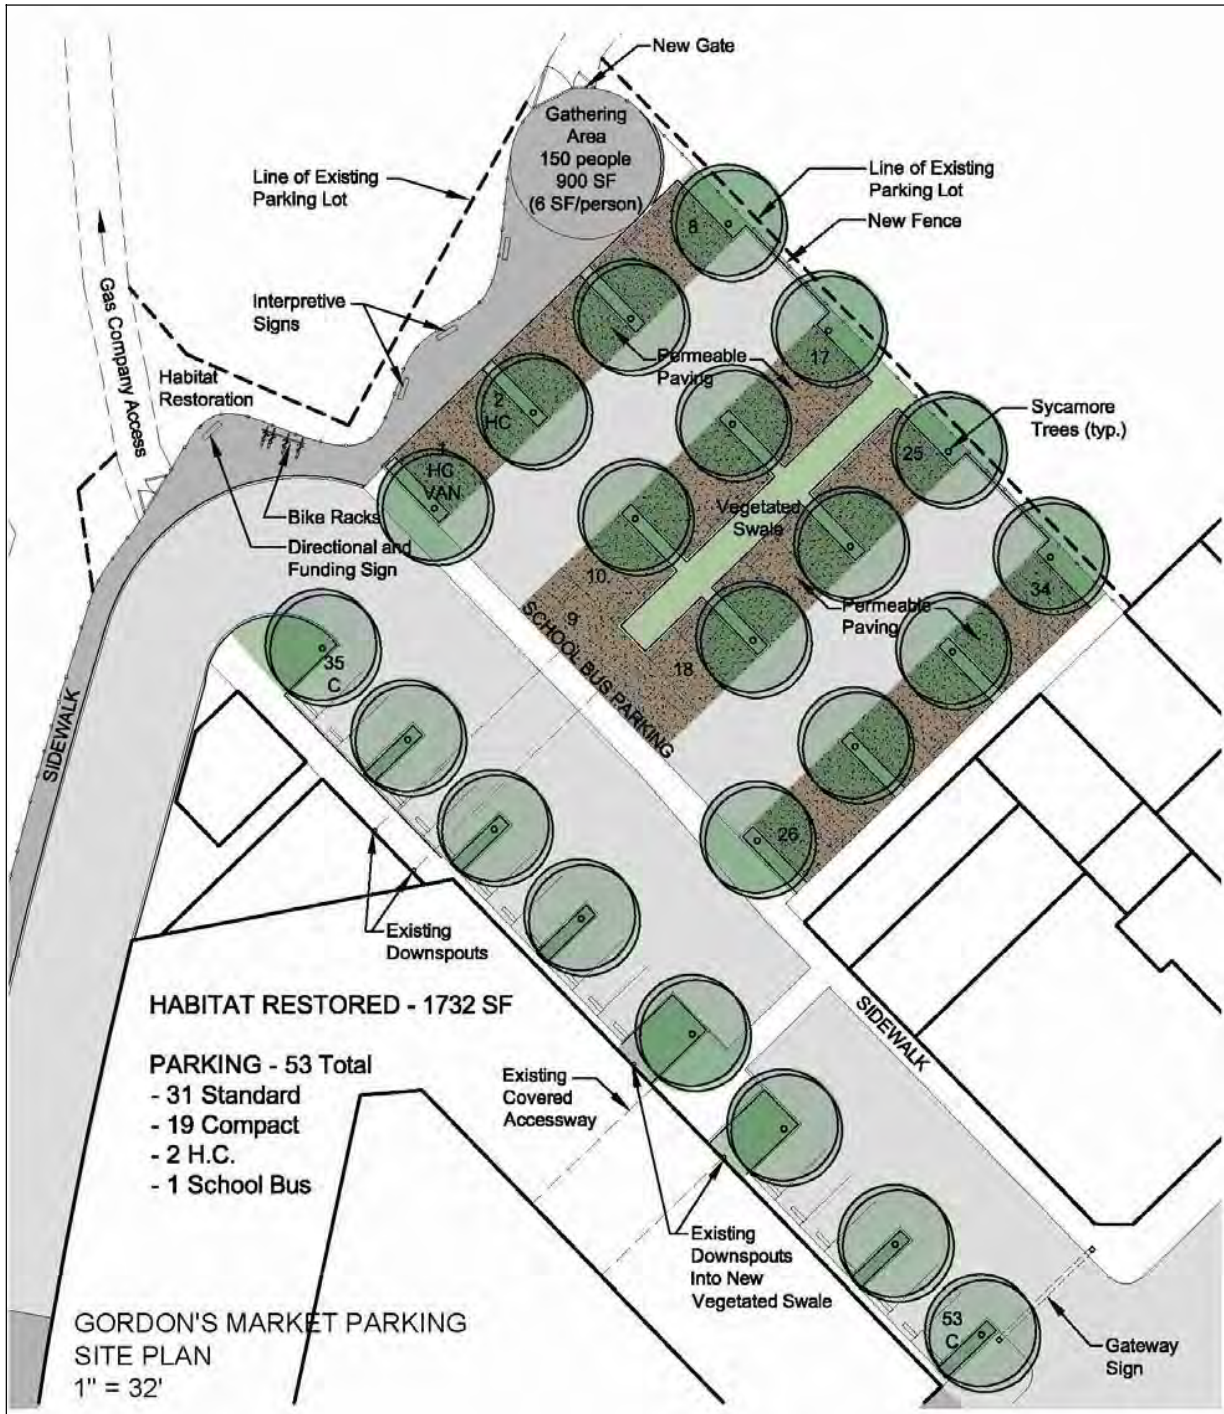 New Gate
Gathering
Area
150 people
900 SF
(6 SF/person)
Line of Existing
Parking Lot
Line of Existing
Parking Lot
New Fence
8
Gas Company Access
Interpretive
Signs
Permeable
Paving
17
Habitat
Restoration
2
HC
1
HC
VAN
Sycamore
Trees (typ.)
25
Bike Racks
Directional and
Funding Sign
Vegetated
Swale
10.
9
SCHOOL BUS PARKING
18
Permeable
Paving
34
35
C
SIDEWALK
26
Existing
Downspouts
HABITAT RESTORED - 1732 SF
PARKING - 53 Total
- 31 Standard
- 19 Compact
- 2 H.C.
- 1 School Bus
SIDEWALK
Existing
Covered
Accessway
Existing
Downspouts
Into New
Vegetated Swale
53
C
Gateway
Sign
GORDON'S MARKET PARKING
SITE PLAN
1" = 32'